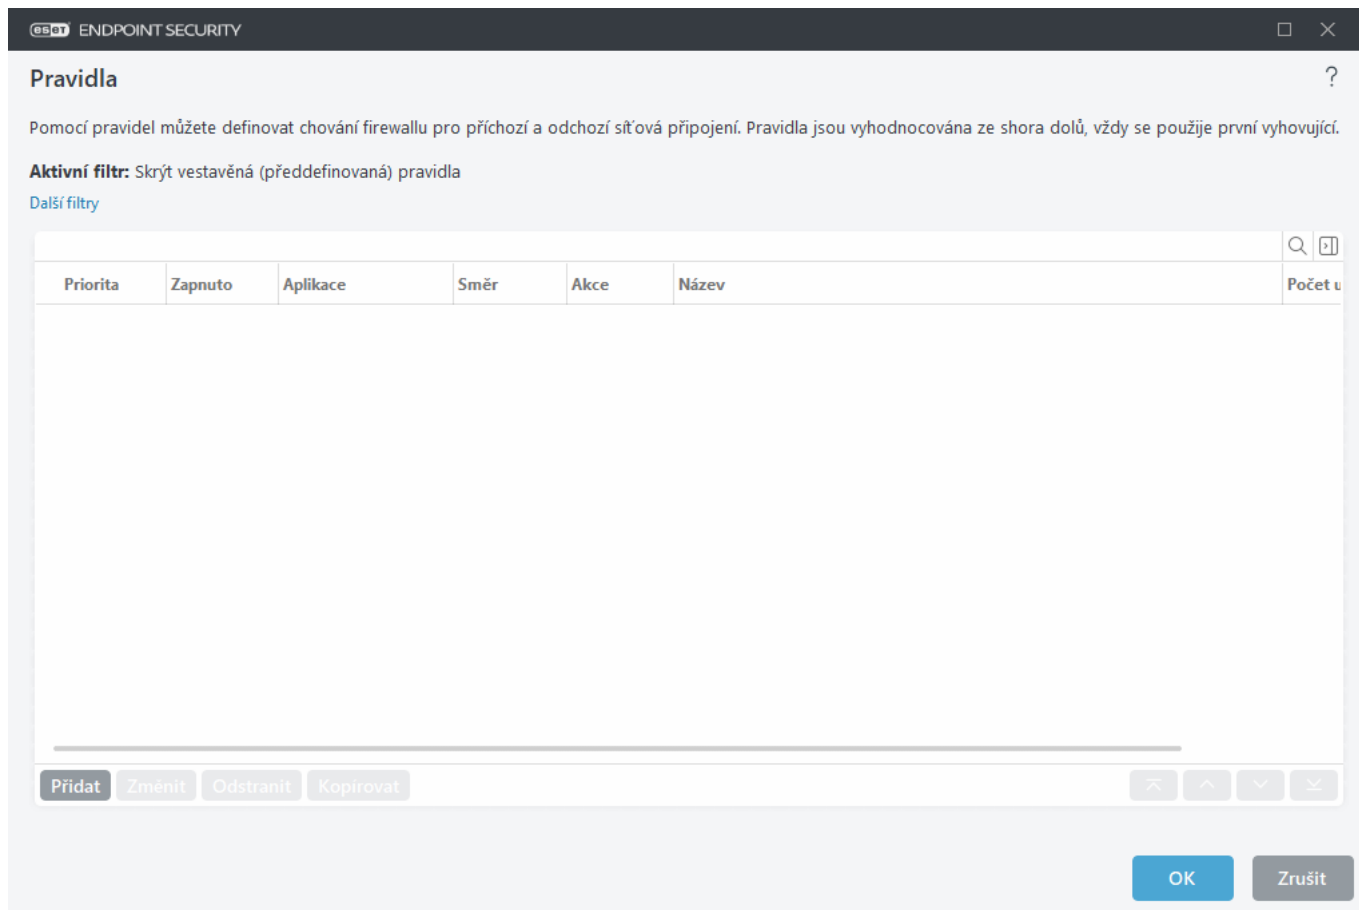 eset ENDPOINT SECURITY
Pravidla
?
Pomocí pravidel můžete definovat chování firewallu pro příchozí a odchozí síťová připojení. Pravidla jsou vyhodnocována ze shora dolů, vždy se použije první vyhovující.
Aktivní filtr: Skrýt vestavěná (předdefinovaná) pravidla
Další filtry
Priorita Zapnuto Aplikace Směr Akce Název Počet u
Přidat Změnit Odstranit Kopírovat
OK Zrušit